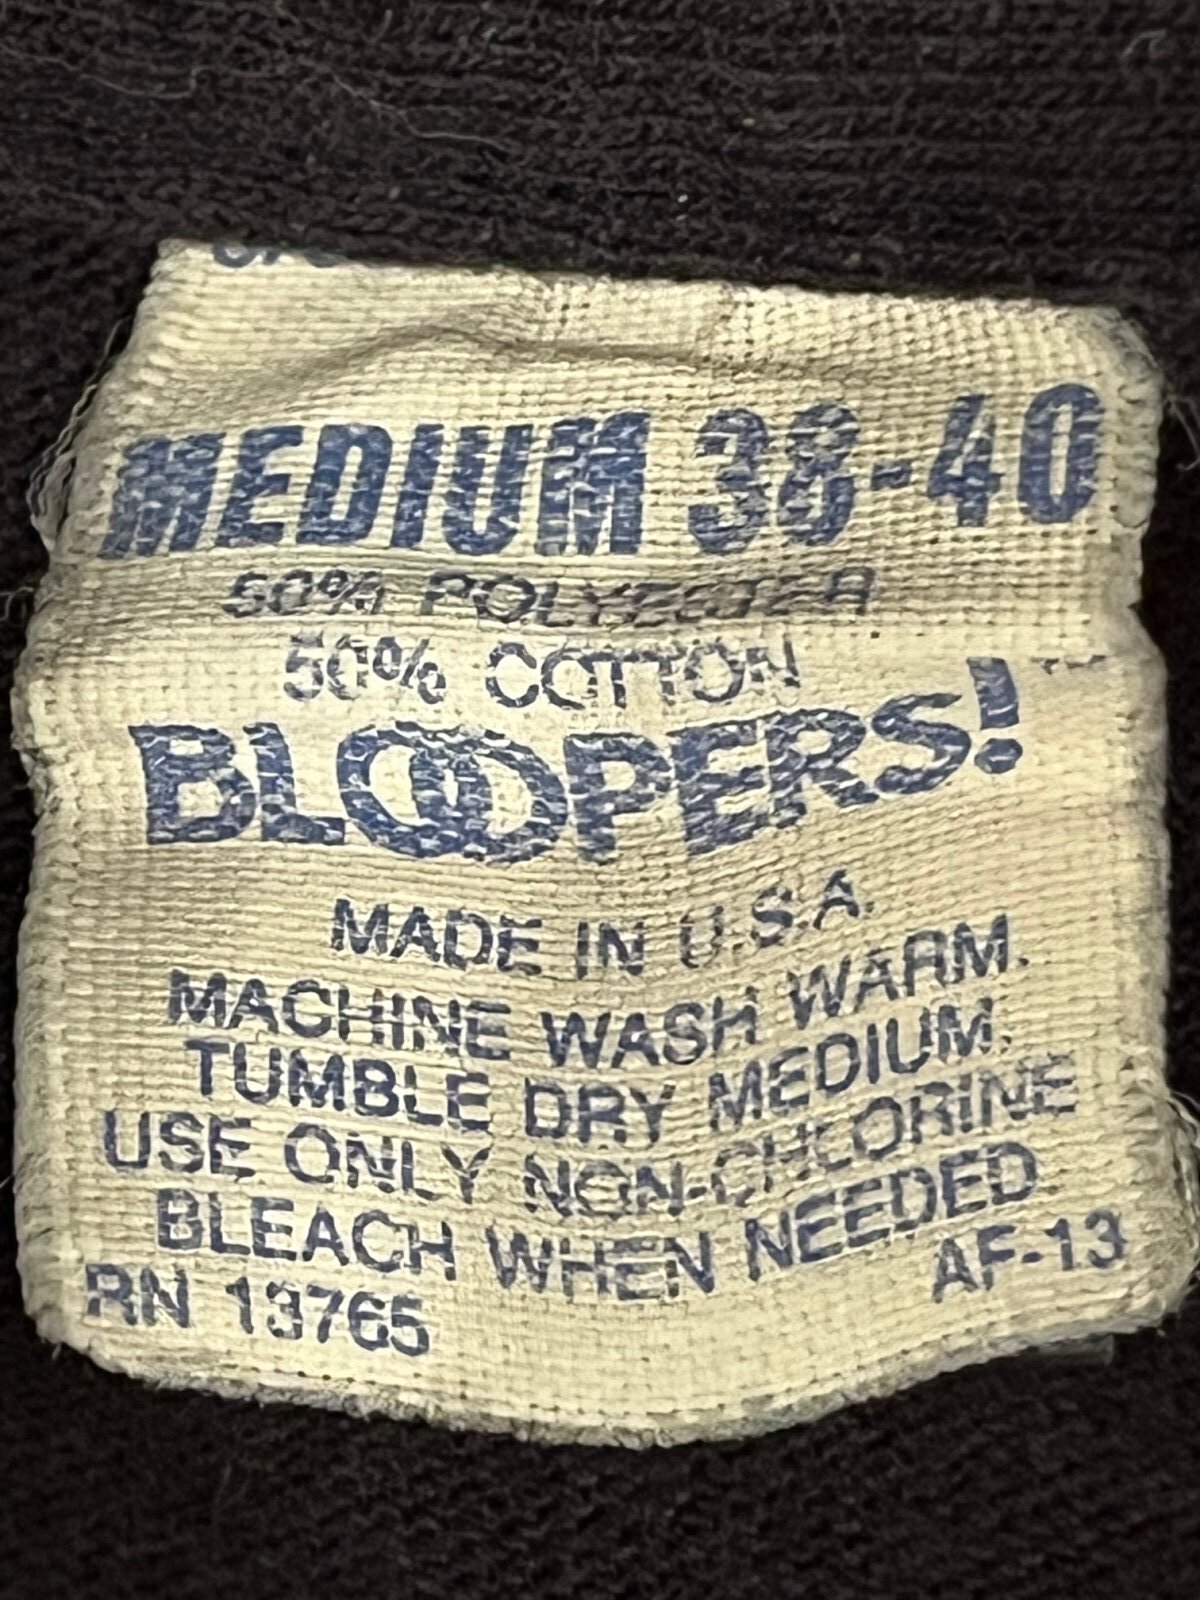 MEDIUM 38-40
50% POLYESTER
50% COTTON
BLOOPERS!™
MADE IN U.S.A.
MACHINE WASH WARM.
TUMBLE DRY MEDIUM.
USE ONLY NON-CHLORINE
BLEACH WHEN NEEDED.
RN 13765 AF-13